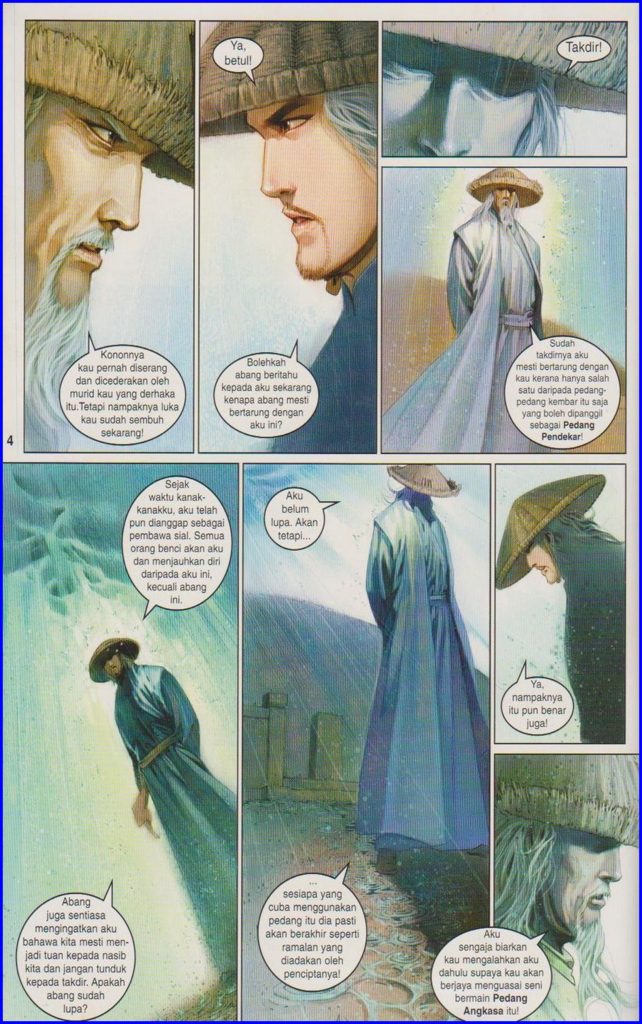 Kononnya
kau pernah diserang
dan dicederakan oleh
murid kau yang derhaka
itu.Tetapi nampaknya luka
kau sudah sembuh
sekarang!
Ya,
betul!
Bolehkah
abang beritahu
kepada aku sekarang
kenapa abang mesti
bertarung dengan
aku ini?
Takdir!
Sudah
takdirnya aku
mesti bertarung dengan
kau kerana hanya salah
satu daripada pedang-
pedang kembar itu saja
yang boleh dipanggil
sebagai Pedang
Pendekar!
4
Sejak
waktu kanak-
kanakku, aku telah
pun dianggap sebagai
pembawa sial. Semua
orang benci akan aku
dan menjauhkan diri
daripada aku ini,
kecuali abang
ini.
Abang
juga sentiasa
mengingatkan aku
bahawa kita mesti men-
jadi tuan kepada nasib
kita dan jangan tunduk
kepada takdir. Apakah
abang sudah
lupa?
Aku
belum
lupa. Akan
tetapi...
...
sesiapa yang
cuba menggunakan
pedang itu dia pasti
akan berakhir seperti
ramalan yang
diadakan oleh
penciptanya!
Ya,
nampaknya
itu pun benar
juga!
Aku
sengaja biarkan
kau mengalahkan aku
dahulu supaya kau akan
berjaya menguasai seni
bermain Pedang
Angkasa itu!